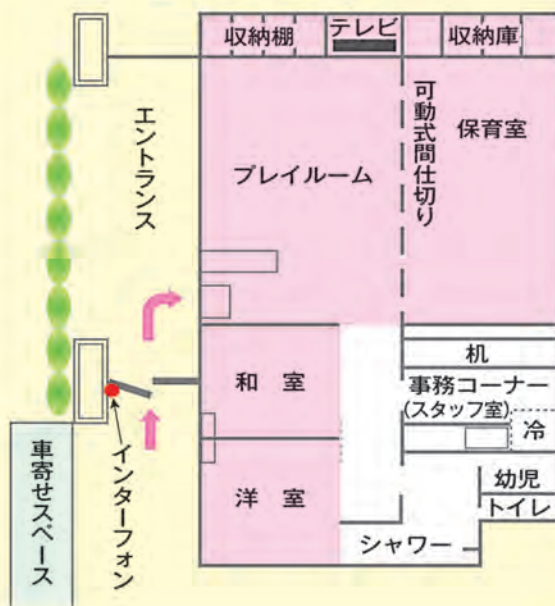 収納棚
テレビ
収納庫
エントランス
プレイルーム
可動式間仕切り
保育室
和室
机
事務コーナー
(スタッフ室)
冷
洋室
幼児
トイレ
シャワー
車寄せスペース
インターフォン